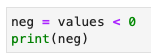 neg = values < 0
print(neg)